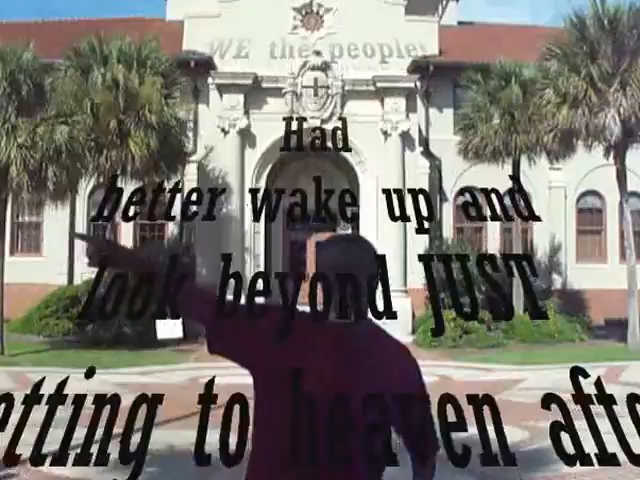 WE the people
Had
better wake up and
look beyond JUST
to heaven